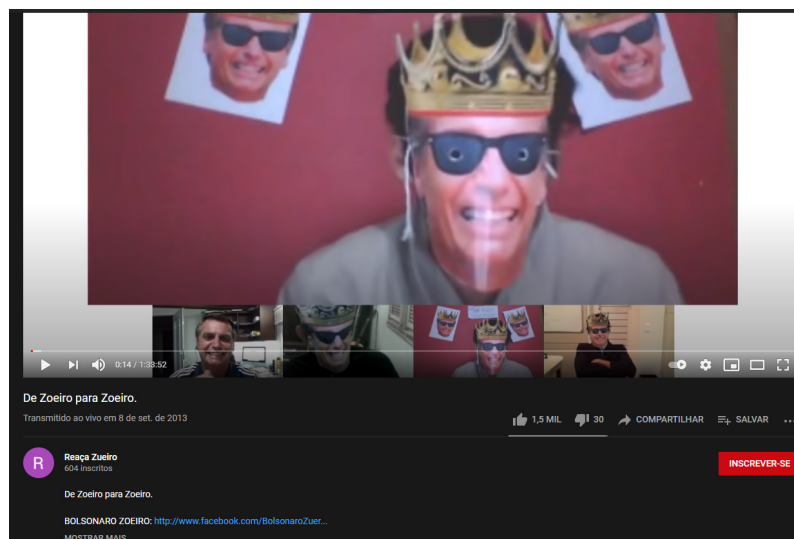 0:14 / 1:33:52
De Zoeiro para Zoeiro.
Transmitido ao vivo em 8 de set. de 2013
1,5 MIL
30
COMPARTILHAR
SALVAR
R
Reaça Zueiro
604 inscritos
INSCREVER-SE
De Zoeiro para Zoeiro.
BOLSONARO ZOEIRO: http://www.facebook.com/BolsonaroZuer...
MOSTRAR MAIS